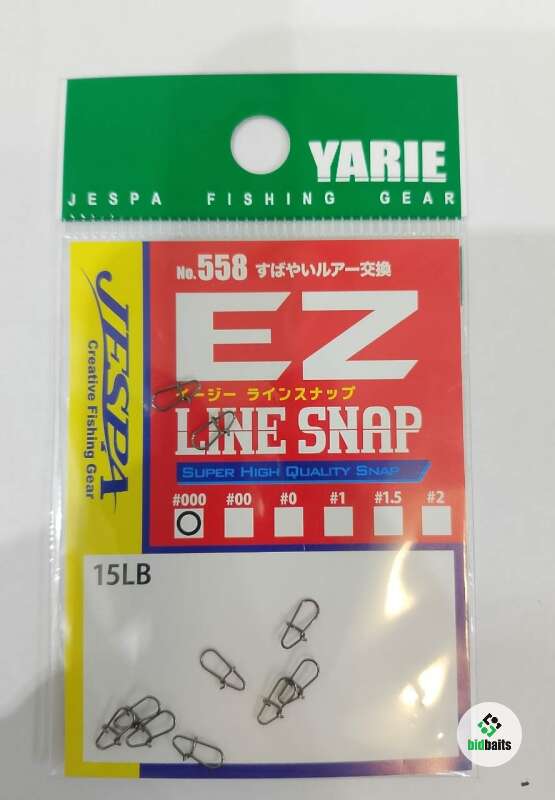 YARIE
JESPA FISHING GEAR
No.558 すばやいルアー交換
EZ
イージー ラインスナップ
LINE SNAP
SUPER HIGH QUALITY SNAP
#000 #00 #0 #1 #1.5 #2
JESPA
Creative Fishing Gear
15LB
bidbaits